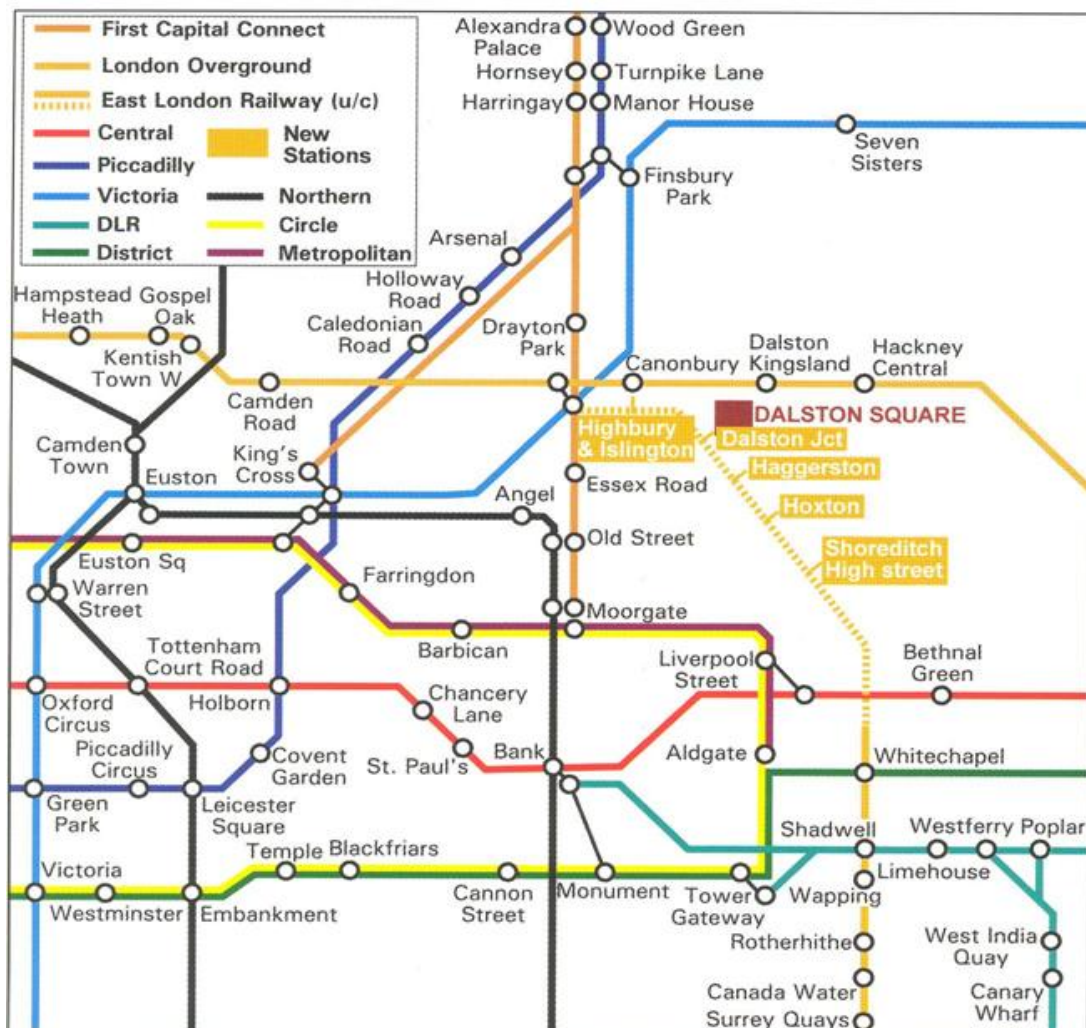 First Capital Connect
London Overground
East London Railway (u/c)
Central
New
Stations
Piccadilly
Victoria
Northern
DLR
Circle
District
Metropolitan
Alexandra
Palace
Wood Green
Hornsey
Turnpike Lane
Harringay
Manor House
Seven
Sisters
Finsbury
Park
Arsenal
Holloway
Road
Caledonian
Road
Hampstead
Heath
Gospel
Oak
Kentish
Town W
Drayton
Park
Canonbury
Dalston
Kingsland
Hackney
Central
Camden
Road
DALSTON SQUARE
Highbury
& Islington
Dalston Jct
Camden
Town
King's
Cross
Haggerston
Euston
Essex Road
Angel
Hoxton
Old Street
Euston Sq
Shoreditch
High street
Farringdon
Warren
Street
Moorgate
Barbican
Tottenham
Court Road
Liverpool
Street
Bethnal
Green
Oxford
Circus
Holborn
Chancery
Lane
Piccadilly
Circus
Covent
Garden
St. Paul's
Bank
Aldgate
Whitechapel
Green
Park
Leicester
Square
Shadwell
Westferry
Poplar
Temple
Blackfriars
Victoria
Limehouse
Westminster
Embankment
Cannon
Street
Monument
Tower
Gateway
Wapping
Rotherhithe
West India
Quay
Canada Water
Canary
Wharf
Surrey Quays